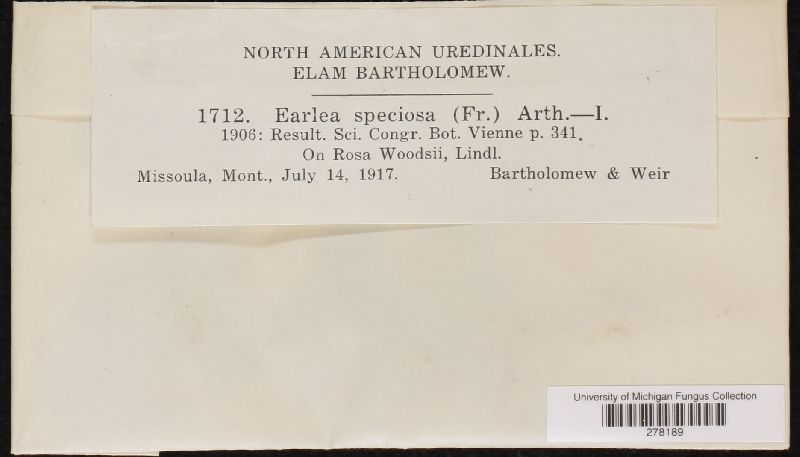 NORTH AMERICAN UREDINALES.
ELAM BARTHOLOMEW.
1712. Earlea speciosa (Fr.) Arth.—I.
1906: Result. Sci. Congr. Bot. Vienne p. 341.
On Rosa Woodsii, Lindl.
Missoula, Mont., July 14, 1917. Bartholomew & Weir
University of Michigan Fungus Collection
278189